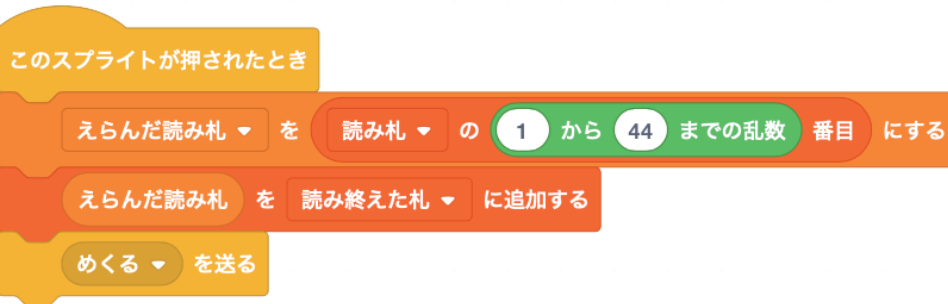 このスプライトが押されたとき
えらんだ読み札 を 読み札 の 1 から 44 までの乱数 番目 にする
えらんだ読み札 を 読み終えた札 に追加する
めくる を送る